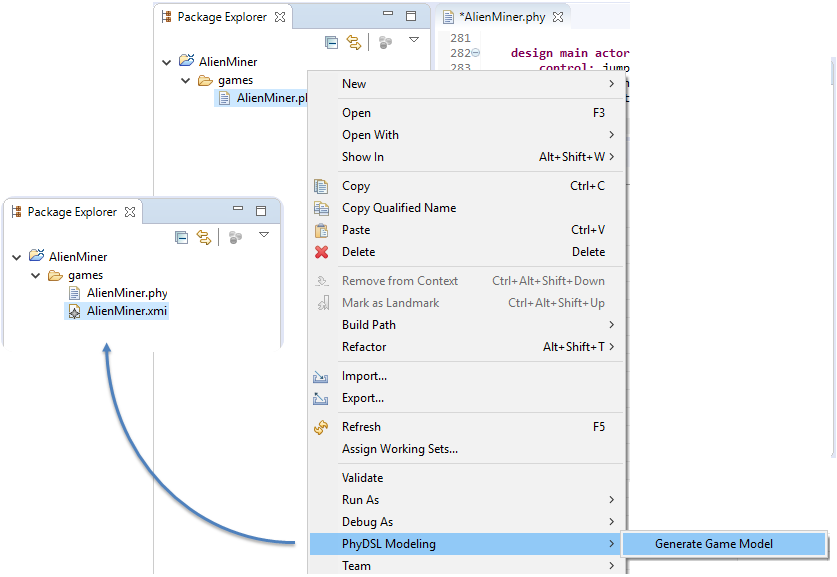 Package Explorer
AlienMiner
games
AlienMiner.ph
*AlienMiner.phy
281
282 design main actor
283 control: jump
New
Open F3
Open With
Show In Alt+Shift+W
Copy Ctrl+C
Copy Qualified Name
Paste Ctrl+V
Delete Delete
Remove from Context Ctrl+Alt+Shift+Down
Mark as Landmark Ctrl+Alt+Shift+Up
Build Path
Refactor Alt+Shift+T
Import...
Export...
Refresh F5
Assign Working Sets...
Validate
Run As
Debug As
PhyDSL Modeling
Team
Generate Game Model
Package Explorer
AlienMiner
games
AlienMiner.phy
AlienMiner.xmi